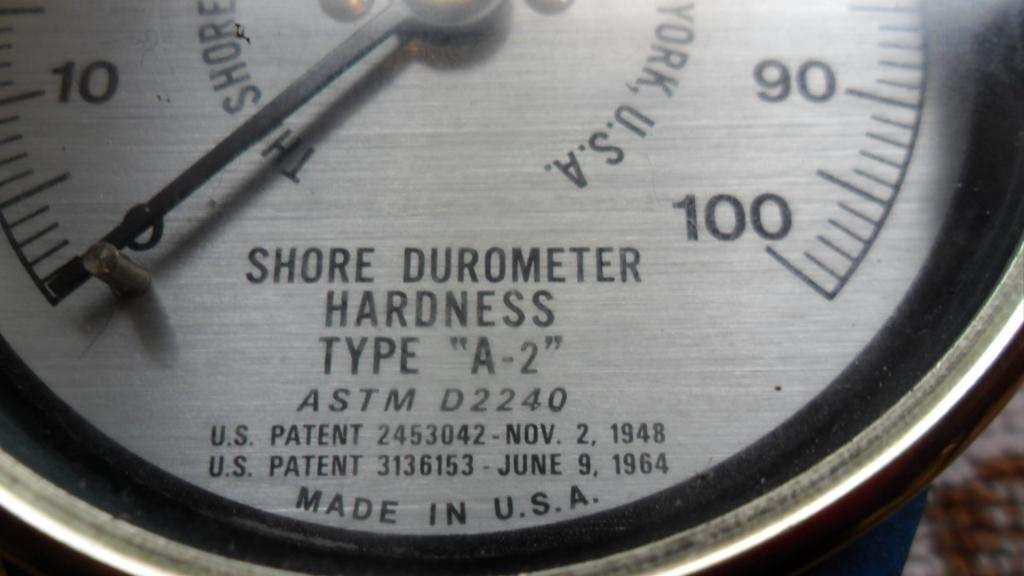 SHORE
YORK, U.S.A.
10
90
0
100
SHORE DUROMETER
HARDNESS
TYPE "A-2"
ASTM D2240
U.S. PATENT 2453042-NOV. 2, 1948
U.S. PATENT 3136153-JUNE 9, 1964
MADE IN U.S.A.